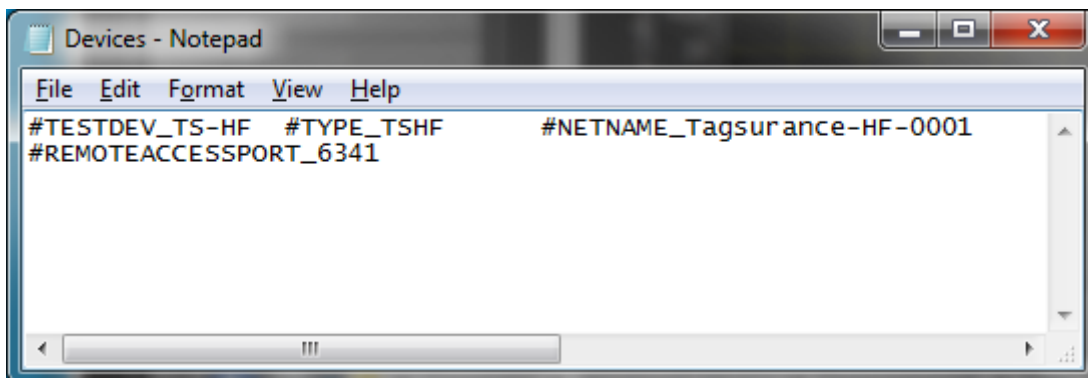 Devices - Notepad
File Edit Format View Help
#TESTDEV_TS-HF #TYPE_TSHF #NETNAME_Tagsurance-HF-0001
#REMOTEACCESSPORT_6341